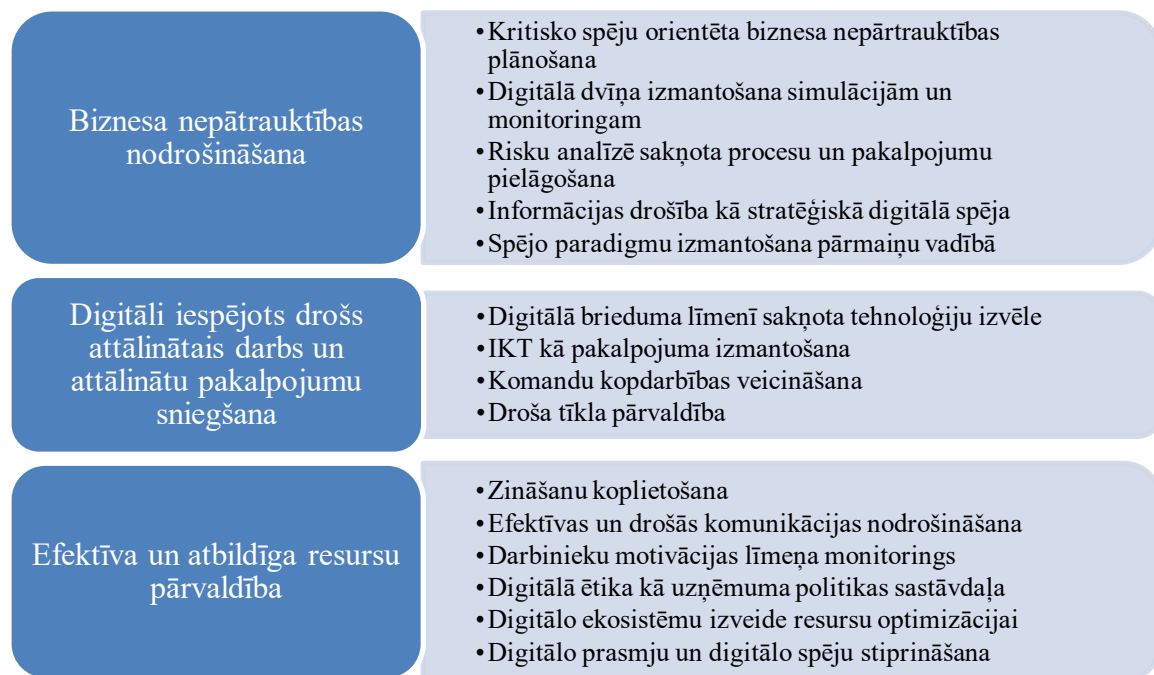 Biznesa nepātrauktības
nodrošināšana
•Kritisko spēju orientēta biznesa nepārtrauktības
plānošana
•Digitālā dvīņa izmantošana simulācijām un
monitoringam
•Risku analīzē sakņota procesu un pakalpojumu
pielāgošana
•Informācijas drošība kā stratēģiskā digitālā spēja
•Spējo paradigmu izmantošana pārmaiņu vadībā
Digitāli iespējots drošs
attālinātais darbs un
attālinātu pakalpojumu
sniegšana
•Digitālā brieduma līmenī sakņota tehnoloģiju izvēle
•IKT kā pakalpojuma izmantošana
•Komandu kopdarbības veicināšana
•Droša tīkla pārvaldība
Efektīva un atbildīga resursu
pārvaldība
•Zināšanu koplietošana
•Efektīvas un drošās komunikācijas nodrošināšana
•Darbinieku motivācijas līmeņa monitorings
•Digitālā ētika kā uzņēmuma politikas sastāvdaļa
•Digitālo ekosistēmu izveide resursu optimizācijai
•Digitālo prasmju un digitālo spēju stiprināšana